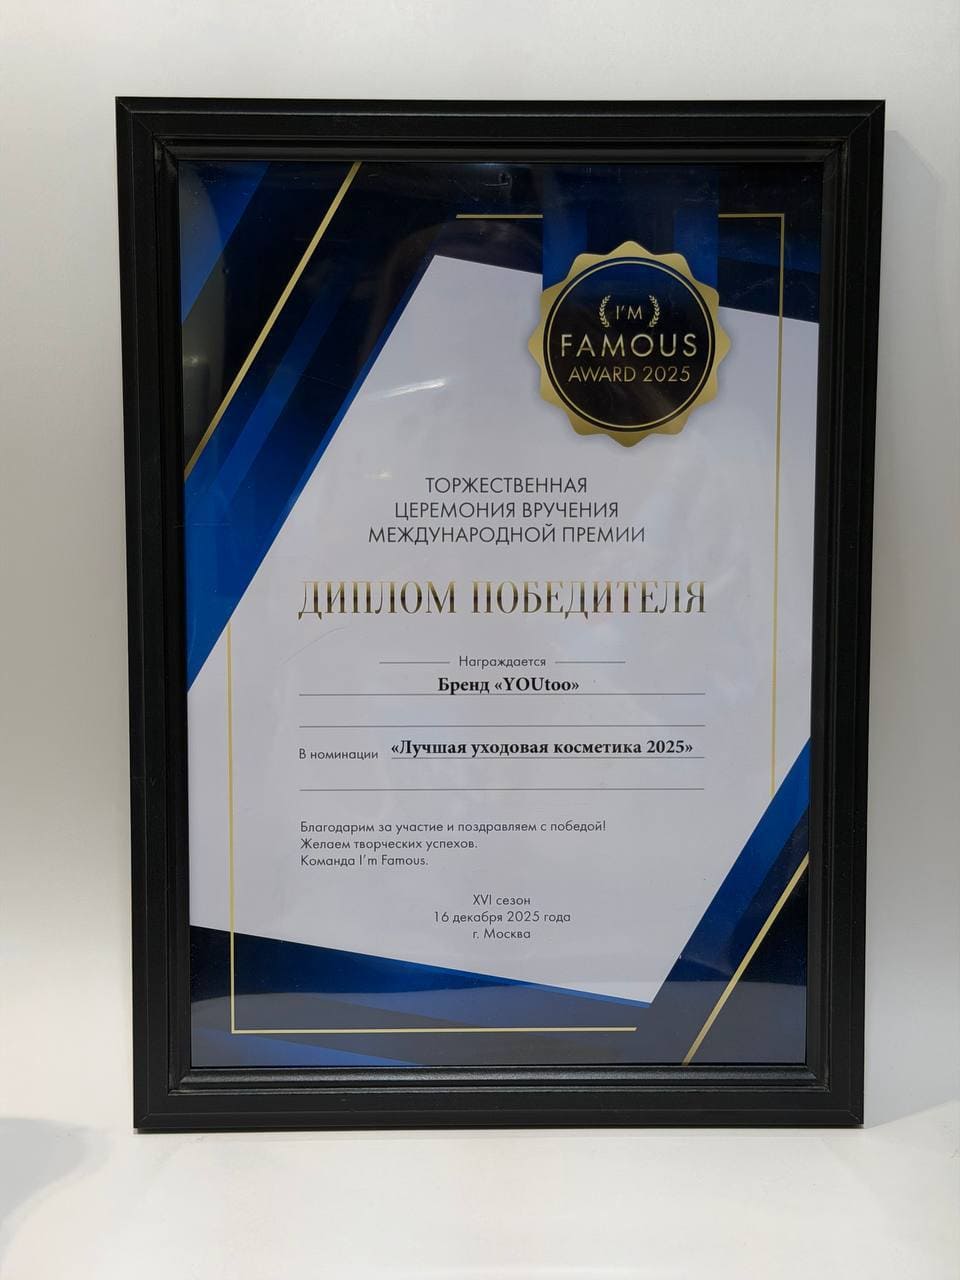 I'M
FAMOUS
AWARD 2025
ТОРЖЕСТВЕННАЯ
ЦЕРЕМОНИЯ ВРУЧЕНИЯ
МЕЖДУНАРОДНОЙ ПРЕМИИ
ДИПЛОМ ПОБЕДИТЕЛЯ
Награждается
Бренд «YOUtoo»
В номинации «Лучшая уходовая косметика 2025»
Благодарим за участие и поздравляем с победой!
Желаем творческих успехов.
Команда I'm Famous.
XVI сезон
16 декабря 2025 года
г. Москва